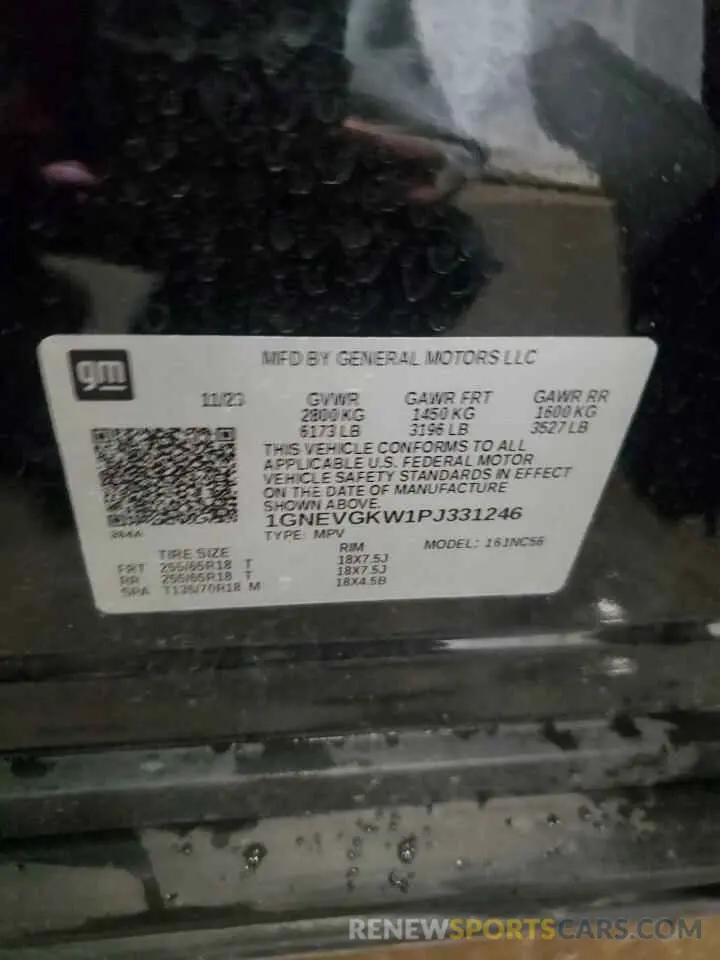 gm
MFD BY GENERAL MOTORS LLC
11/23 GVWR GAWR FRT GAWR RR
2800 KG 1450 KG 1600 KG
6173 LB 3196 LB 3527 LB
THIS VEHICLE CONFORMS TO ALL
APPLICABLE U.S. FEDERAL MOTOR
VEHICLE SAFETY STANDARDS IN EFFECT
ON THE DATE OF MANUFACTURE
SHOWN ABOVE.
1GNEVGKW1PJ331246
TYPE: MPV MODEL: 161NC56
TIRE SIZE RIM
FRT 255/65R18 T 18X7.5J
RR 255/65R18 T 18X7.5J
SPA T135/70R18 M 18X4.5B
RENEWSPORTSCARS.COM